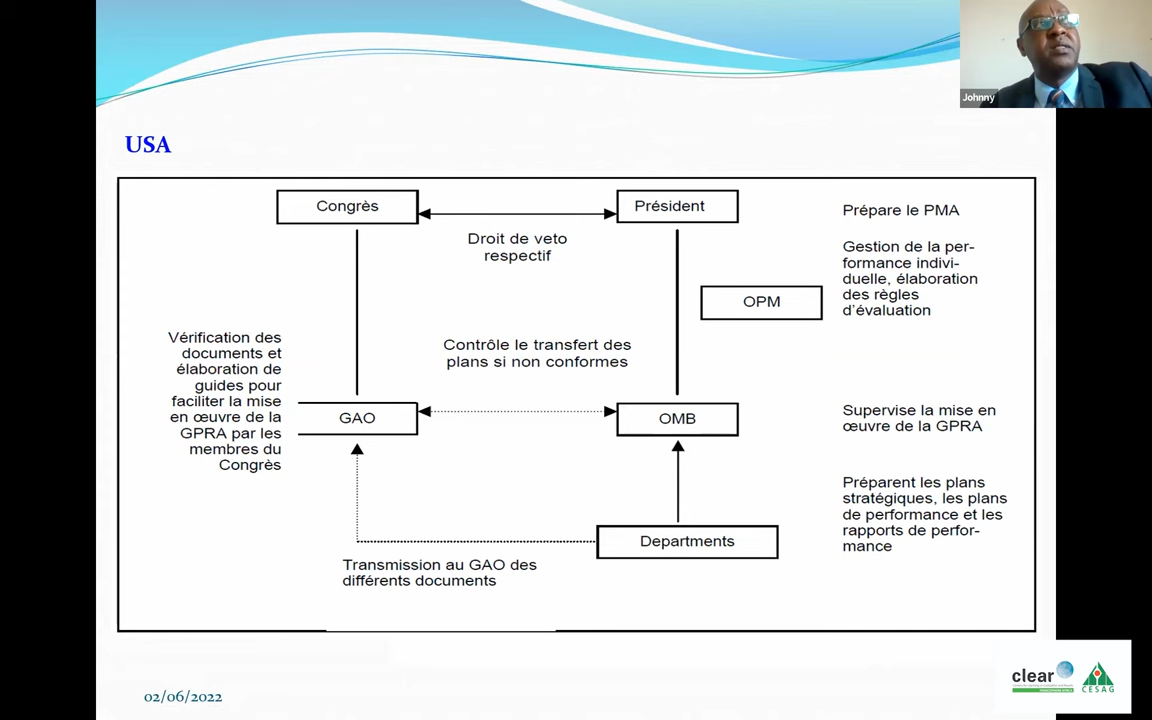 Johnny
USA
Congrès
Président
Prépare le PMA
Droit de veto
respectif
Gestion de la per-
formance indivi-
duelle, élaboration
des règles
d'évaluation
OPM
Vérification des
documents et
élaboration de
guides pour
faciliter la mise
en œuvre de la
GPRA par les
membres du
Congrès
Contrôle le transfert des
plans si non conformes
GAO
OMB
Supervise la mise en
œuvre de la GPRA
Préparent les plans
stratégiques, les plans
de performance et les
rapports de perfor-
mance
Departments
Transmission au GAO des
différents documents
02/06/2022
clear
CESAG